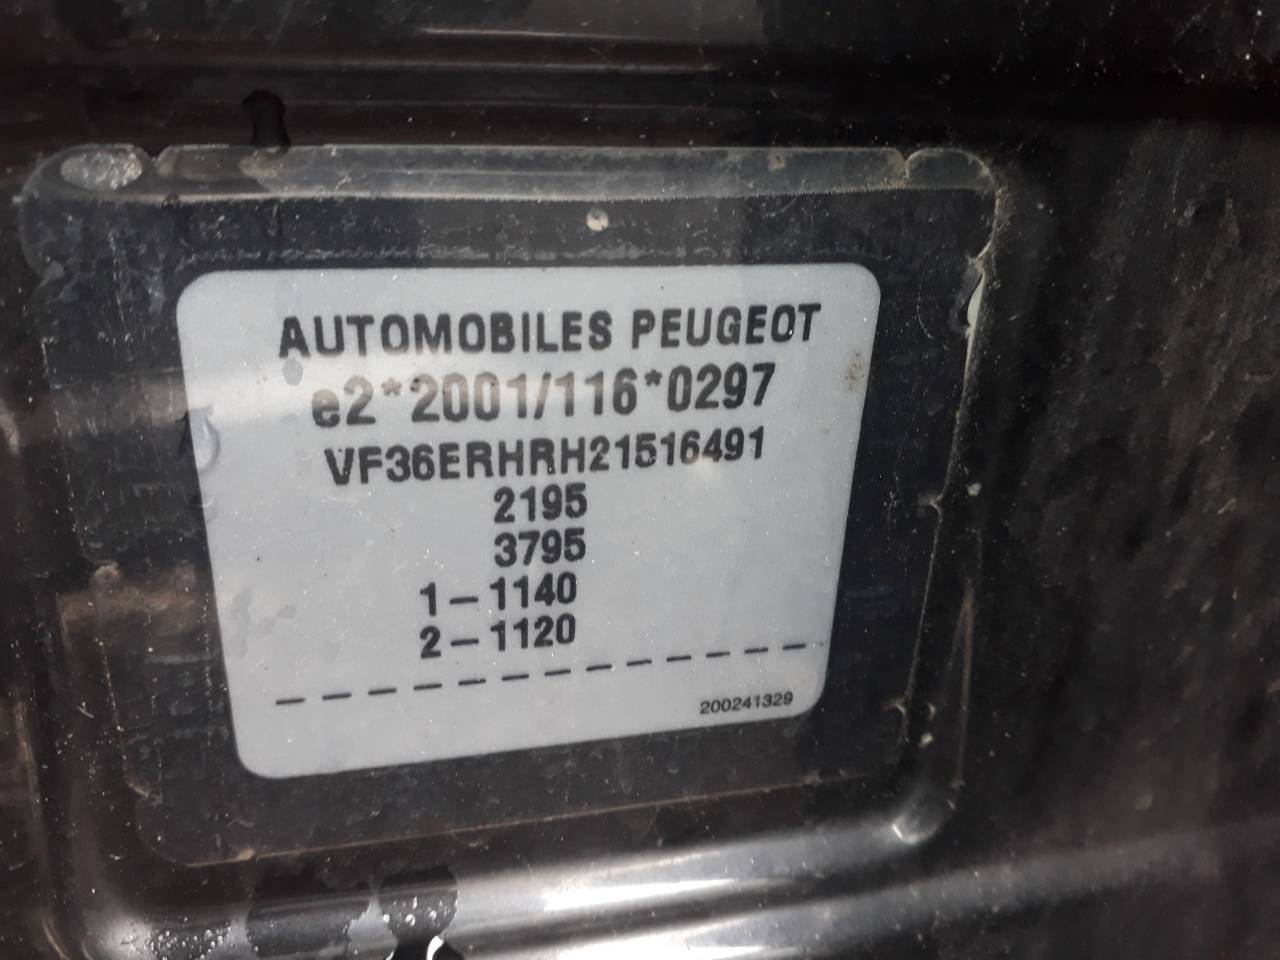 AUTOMOBILES PEUGEOT
e2*2001/116*0297
VF36ERHRH21516491
2195
3795
1-1140
2-1120
200241329